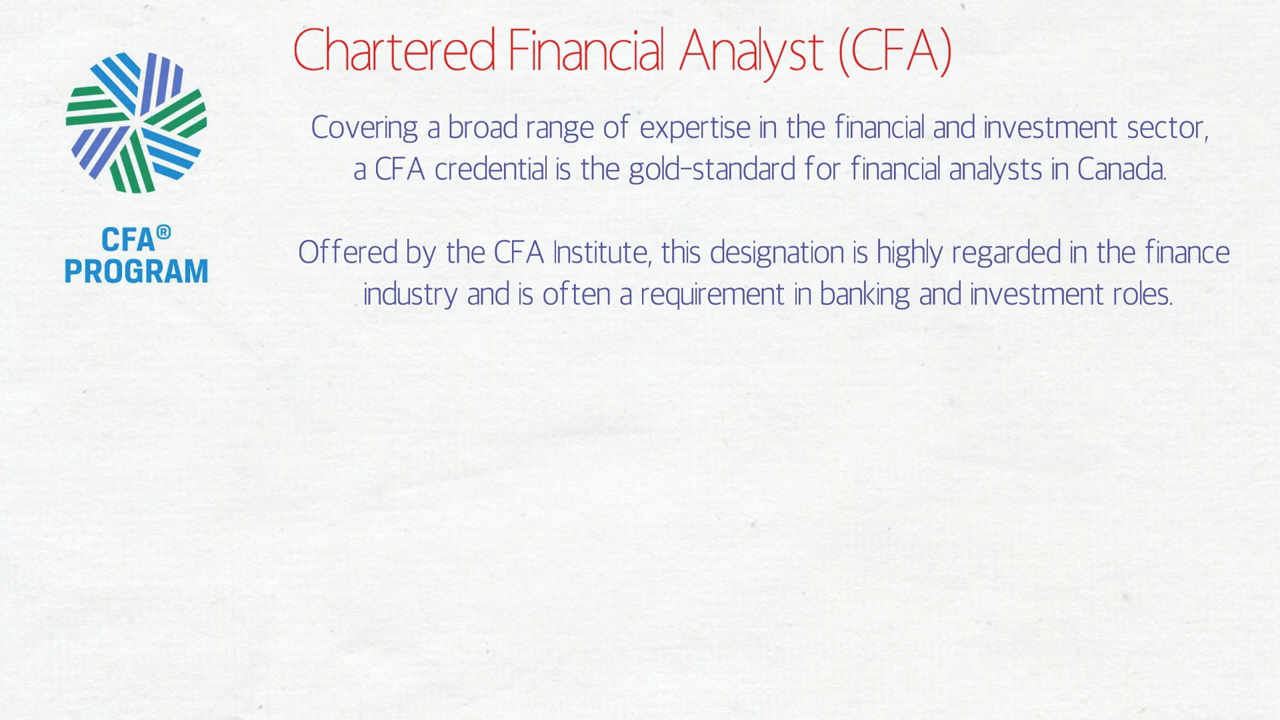 Chartered Financial Analyst (CFA)
Covering a broad range of expertise in the financial and investment sector,
a CFA credential is the gold-standard for financial analysts in Canada.
CFA®
PROGRAM
Offered by the CFA Institute, this designation is highly regarded in the finance
industry and is often a requirement in banking and investment roles.